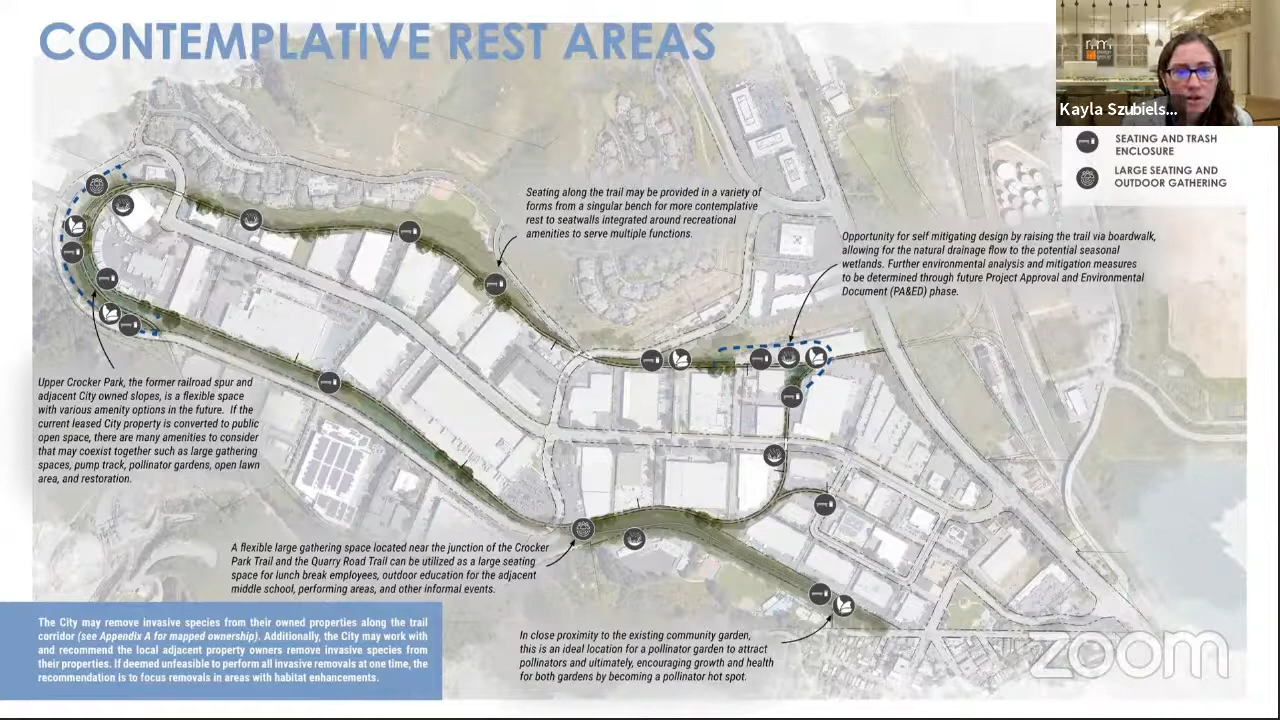 CONTEMPLATIVE REST AREAS
Kayla Szubiels...
SEATING AND TRASH
ENCLOSURE
LARGE SEATING AND
OUTDOOR GATHERING
Seating along the trail may be provided in a variety of
forms from a singular bench for more contemplative
rest to seatwalls integrated around recreational
amenities to serve multiple functions.
Opportunity for self mitigating design by raising the trail via boardwalk,
allowing for the natural drainage flow to the potential seasonal
wetlands. Further environmental analysis and mitigation measures
to be determined through future Project Approval and Environmental
Document (PA&ED) phase.
Upper Crocker Park, the former railroad spur and
adjacent City owned slopes, is a flexible space
with various amenity options in the future. If the
current leased City property is converted to public
open space, there are many amenities to consider
that may coexist together such as large gathering
spaces, pump track, pollinator gardens, open lawn
area, and restoration.
A flexible large gathering space located near the junction of the Crocker
Park Trail and the Quarry Road Trail can be utilized as a large seating
space for lunch break employees, outdoor education for the adjacent
middle school, performing areas, and other informal events.
The City may remove invasive species from their owned properties along the trail
corridor (see Appendix A for mapped ownership). Additionally, the City may work with
and recommend the local adjacent property owners remove invasive species from
their properties. If deemed unfeasible to perform all invasive removals at one time, the
recommendation is to focus removals in areas with habitat enhancements.
In close proximity to the existing community garden,
this is an ideal location for a pollinator garden to attract
pollinators and ultimately, encouraging growth and health
for both gardens by becoming a pollinator hot spot.
zoom